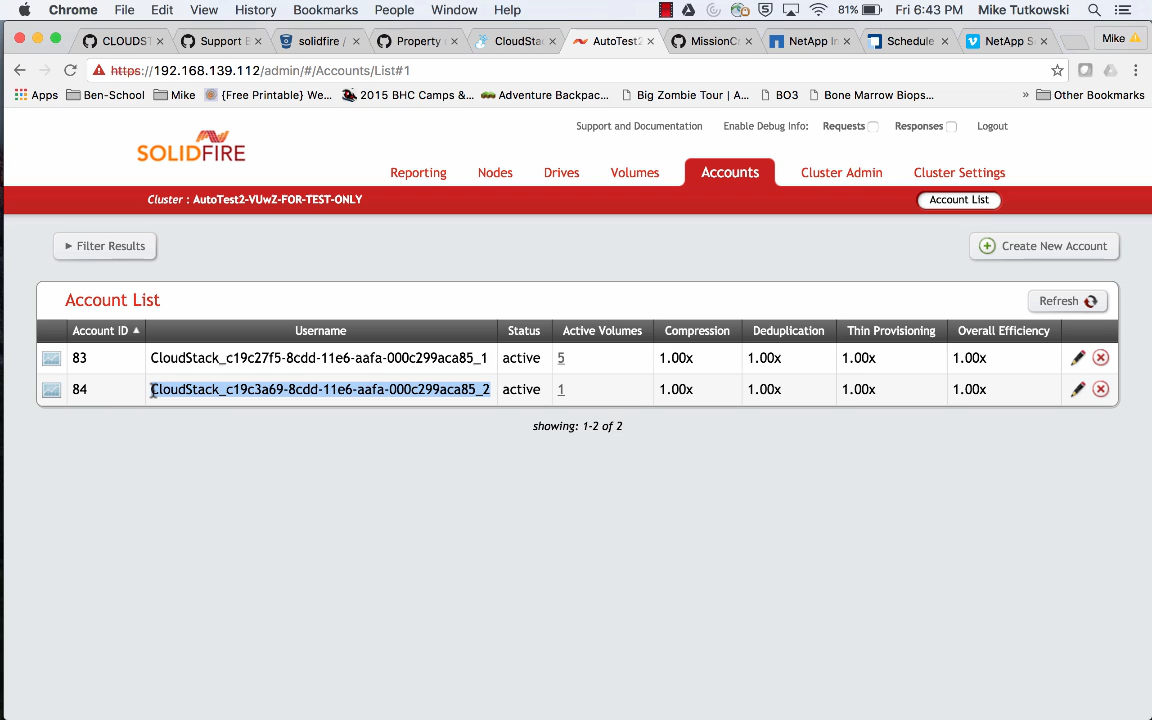 Chrome File Edit View History Bookmarks People Window Help 81% Fri 6:43 PM Mike Tutkowski
CLOUDST Support B solidfire / Property CloudStac AutoTest2 MissionC NetApp In Schedule NetApp S Mike
https://192.168.139.112/admin/#/Accounts/List#1
Apps Ben-School Mike {Free Printable} We... 2015 BHC Camps &... Adventure Backpac... Big Zombie Tour | A... BO3 Bone Marrow Biops... » Other Bookmarks
Support and Documentation Enable Debug Info: Requests Responses Logout
SOLIDFIRE
Reporting Nodes Drives Volumes Accounts Cluster Admin Cluster Settings
Cluster : AutoTest2-VUwZ-FOR-TEST-ONLY Account List
Filter Results Create New Account
Account List Refresh
Account ID Username Status Active Volumes Compression Deduplication Thin Provisioning Overall Efficiency
83 CloudStack_c19c27f5-8cdd-11e6-aafa-000c299aca85_1 active 5 1.00x 1.00x 1.00x 1.00x
84 CloudStack_c19c3a69-8cdd-11e6-aafa-000c299aca85_2 active 1 1.00x 1.00x 1.00x 1.00x
showing: 1-2 of 2